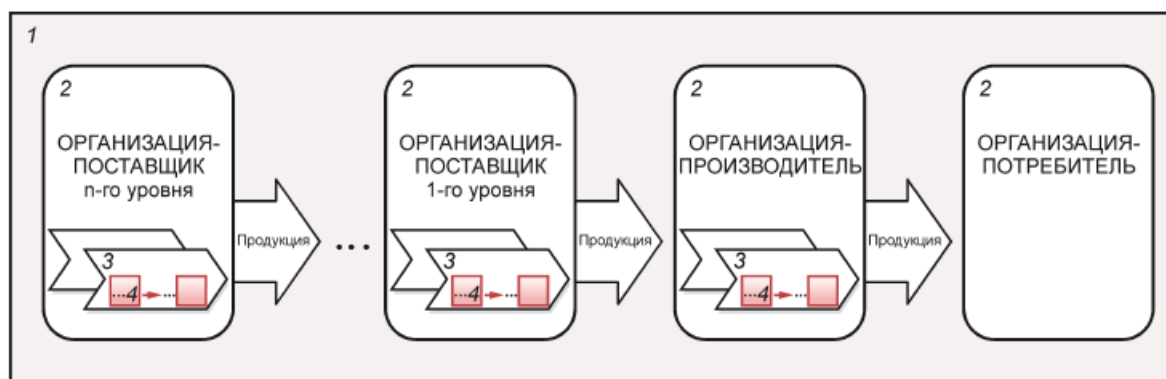 1
2
ОРГАНИЗАЦИЯ-
ПОСТАВЩИК
n-го уровня
3
...4 ...
Продукция
...
2
ОРГАНИЗАЦИЯ-
ПОСТАВЩИК
1-го уровня
3
...4 ...
Продукция
2
ОРГАНИЗАЦИЯ-
ПРОИЗВОДИТЕЛЬ
3
...4 ...
Продукция
2
ОРГАНИЗАЦИЯ-
ПОТРЕБИТЕЛЬ